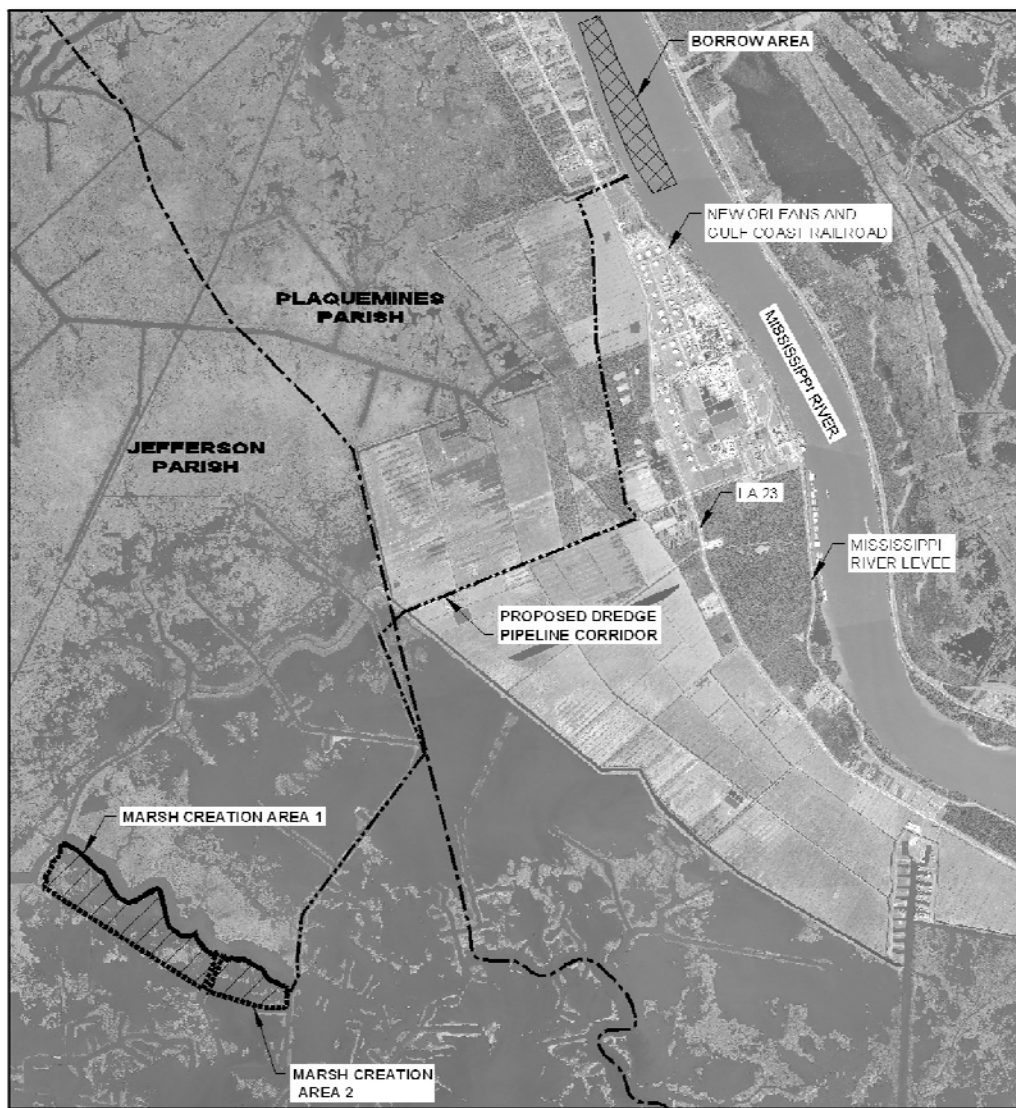 BORROW AREA
NEW ORLEANS AND
GULF COAST RAILROAD
PLAQUEMINES
PARISH
MISSISSIPPI RIVER
JEFFERSON
PARISH
LA 23
MISSISSIPPI
RIVER LEVEE
PROPOSED DREDGE
PIPELINE CORRIDOR
MARSH CREATION AREA 1
MARSH CREATION
AREA 2